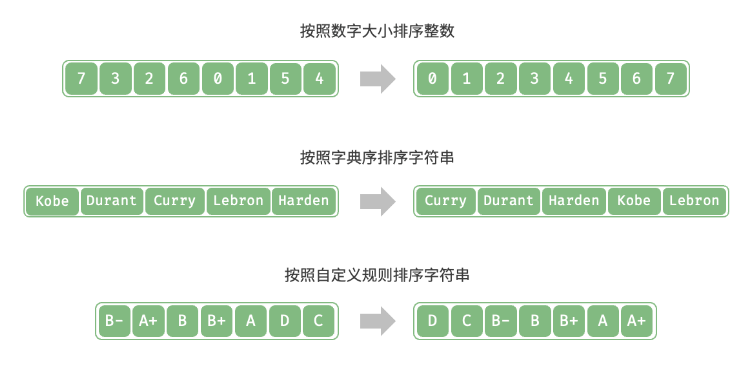 按照数字大小排序整数
7 3 2 6 0 1 5 4 0 1 2 3 4 5 6 7
按照字典序排序字符串
Kobe Durant Curry Lebron Harden Curry Durant Harden Kobe Lebron
按照自定义规则排序字符串
B- A+ B B+ A D C D C B- B B+ A A+